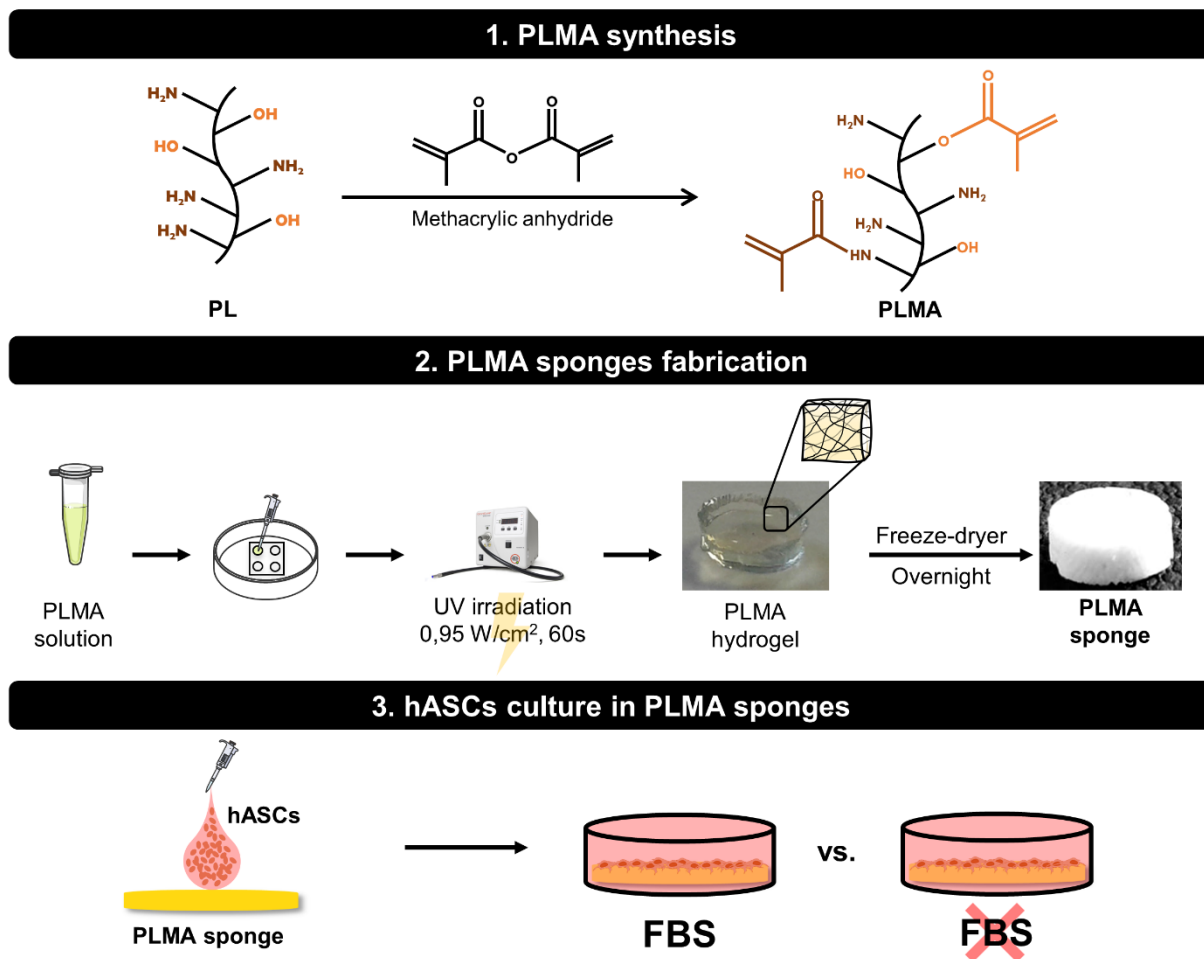 1. PLMA synthesis
H₂N
OH
HO
NH₂
H₂N
H₂N
OH
PL
O
O
O
Methacrylic anhydride
O
H₂N
O
HO
NH₂
O
H₂N
HN
OH
PLMA
2. PLMA sponges fabrication
PLMA
solution
UV irradiation
0,95 W/cm², 60s
PLMA
hydrogel
Freeze-dryer
Overnight
PLMA
sponge
3. hASCs culture in PLMA sponges
hASCs
PLMA sponge
vs.
FBS
FBS